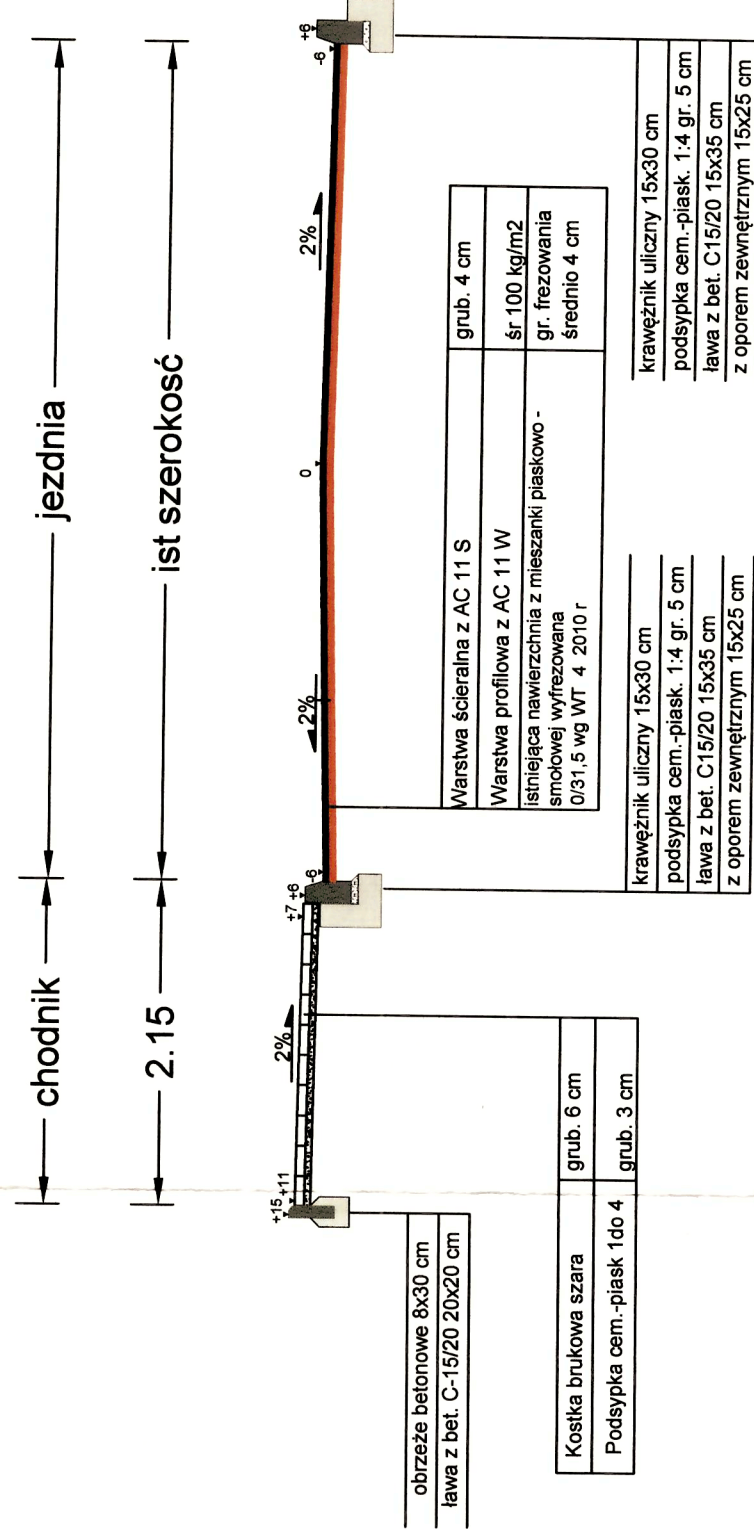 chodnik
jezdnia
2.15
ist szerokość
+15
+11
2%
+7
+6
-6
2%
0
2%
-6
+6
obrzeże betonowe 8x30 cm
ława z bet. C-15/20 20x20 cm
Kostka brukowa szara grub. 6 cm
Podsypka cem.-piask 1do 4 grub. 3 cm
Warstwa ścieralna z AC 11 S grub. 4 cm
Warstwa profilowa z AC 11 W śr 100 kg/m2
istniejąca nawierzchnia z mieszanki piaskowo - gr. frezowania
smołowej wyfrezowana średnio 4 cm
0/31,5 wg WT 4 2010 r
krawężnik uliczny 15x30 cm
podsypka cem.-piask. 1:4 gr. 5 cm
ława z bet. C15/20 15x35 cm
z oporem zewnętrznym 15x25 cm
krawężnik uliczny 15x30 cm
podsypka cem.-piask. 1:4 gr. 5 cm
ława z bet. C15/20 15x35 cm
z oporem zewnętrznym 15x25 cm